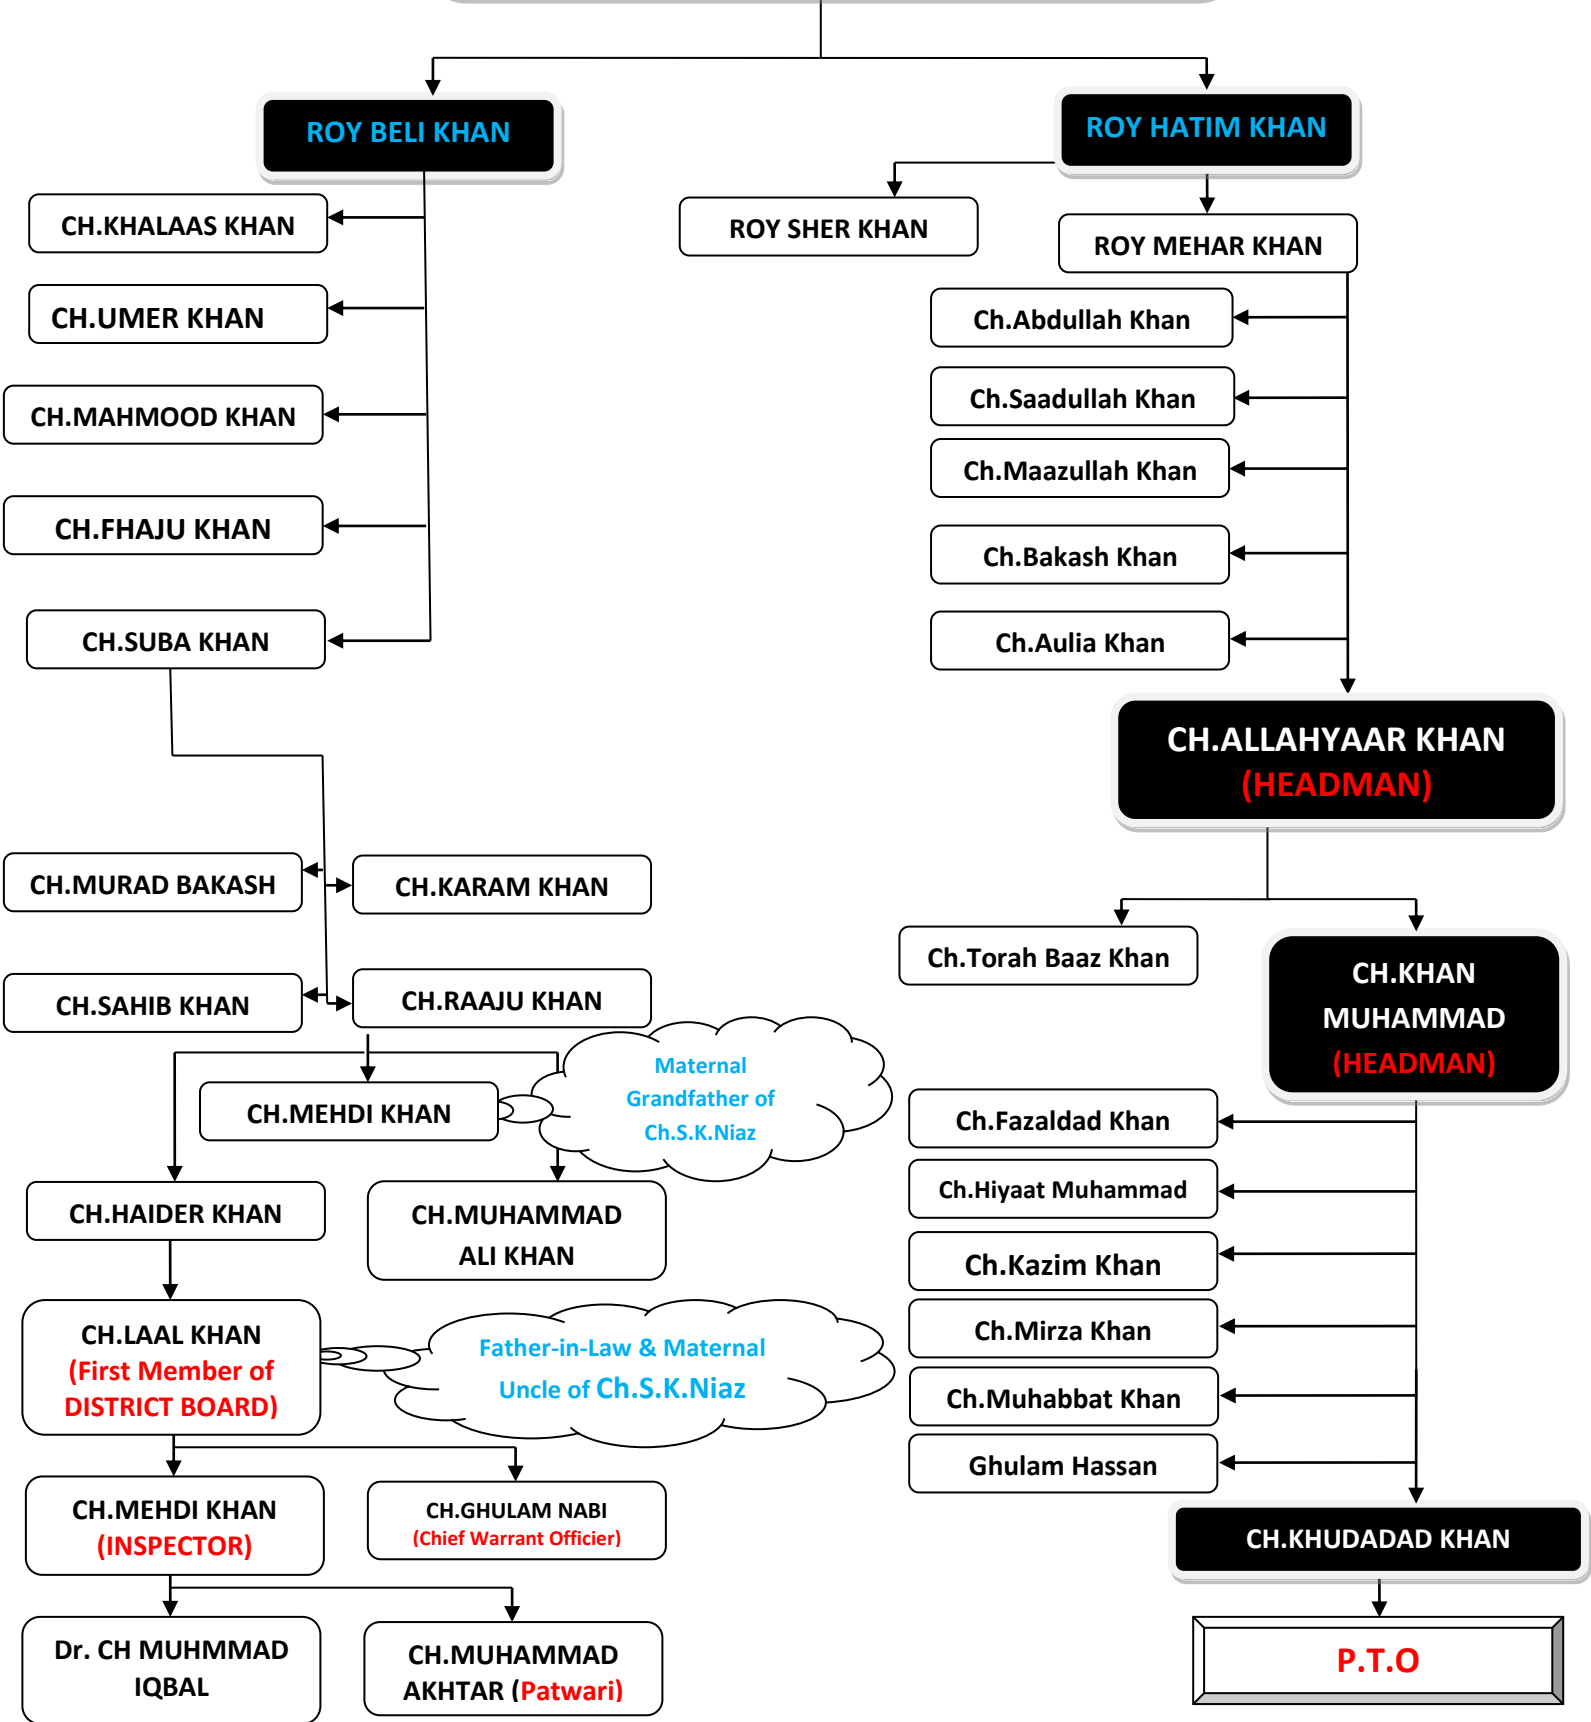 ROY BELI KHAN
ROY HATIM KHAN
CH.KHALAAS KHAN
ROY SHER KHAN
ROY MEHAR KHAN
CH.UMER KHAN
Ch.Abdullah Khan
CH.MAHMOOD KHAN
Ch.Saadullah Khan
Ch.Maazullah Khan
CH.FHAJU KHAN
Ch.Bakash Khan
CH.SUBA KHAN
Ch.Aulia Khan
CH.ALLAHYAAR KHAN
(HEADMAN)
CH.MURAD BAKASH
CH.KARAM KHAN
Ch.Torah Baaz Khan
CH.KHAN
MUHAMMAD
(HEADMAN)
CH.SAHIB KHAN
CH.RAAJU KHAN
Maternal
Grandfather of
Ch.S.K.Niaz
CH.MEHDI KHAN
Ch.Fazaldad Khan
Ch.Hiyaat Muhammad
CH.HAIDER KHAN
CH.MUHAMMAD
ALI KHAN
Ch.Kazim Khan
CH.LAAL KHAN
(First Member of
DISTRICT BOARD)
Father-in-Law & Maternal
Uncle of Ch.S.K.Niaz
Ch.Mirza Khan
Ch.Muhabbat Khan
Ghulam Hassan
CH.MEHDI KHAN
(INSPECTOR)
CH.GHULAM NABI
(Chief Warrant Officier)
CH.KHUDADAD KHAN
Dr. CH MUHMMAD
IQBAL
CH.MUHAMMAD
AKHTAR (Patwari)
P.T.O